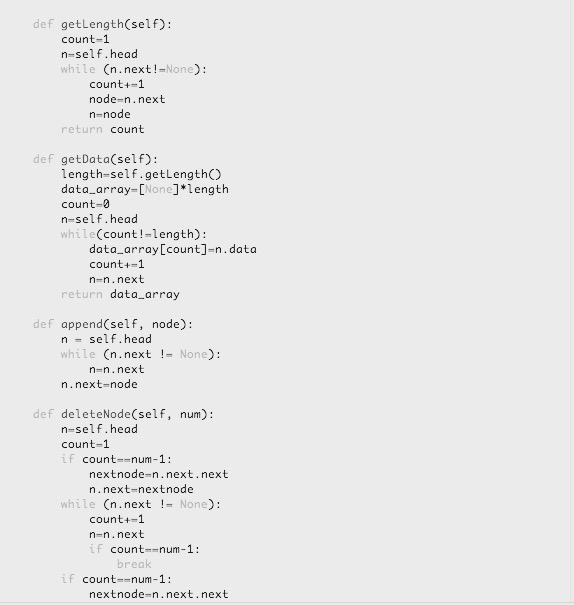 def getLength(self):
    count=1
    n=self.head
    while (n.next!=None):
        count+=1
        node=n.next
        n=node
    return count

def getData(self):
    length=self.getLength()
    data_array=[None]*length
    count=0
    n=self.head
    while(count!=length):
        data_array[count]=n.data
        count+=1
        n=n.next
    return data_array

def append(self, node):
    n = self.head
    while (n.next != None):
        n=n.next
    n.next=node

def deleteNode(self, num):
    n=self.head
    count=1
    if count==num-1:
        nextnode=n.next.next
        n.next=nextnode
    while (n.next != None):
        count+=1
        n=n.next
        if count==num-1:
            break
    if count==num-1:
        nextnode=n.next.next